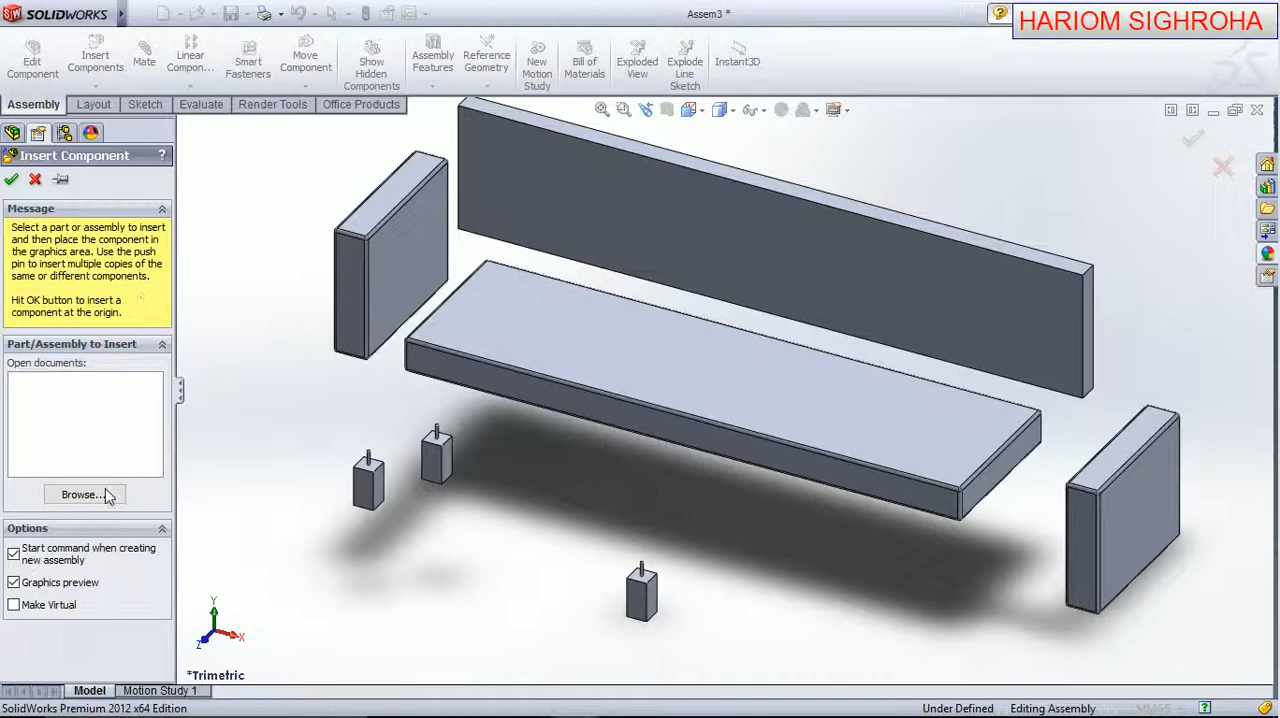 SOLIDWORKS
Assem3 *
HARIOM SIGHROHA
Edit
Component
Insert
Components
Mate
Linear
Compon...
Smart
Fasteners
Move
Component
Show
Hidden
Components
Assembly
Features
Reference
Geometry
New
Motion
Study
Bill of
Materials
Exploded
View
Explode
Line
Sketch
Instant3D
Assembly
Layout
Sketch
Evaluate
Render Tools
Office Products
Insert Component
?
Message
Select a part or assembly to insert
and then place the component in
the graphics area. Use the push
pin to insert multiple copies of the
same or different components.
Hit OK button to insert a
component at the origin.
Part/Assembly to Insert
Open documents:
Browse...
Options
Start command when creating
new assembly
Graphics preview
Make Virtual
Y
X
Z
*Trimetric
Model
Motion Study 1
SolidWorks Premium 2012 x64 Edition
Under Defined
Editing Assembly
MMGS